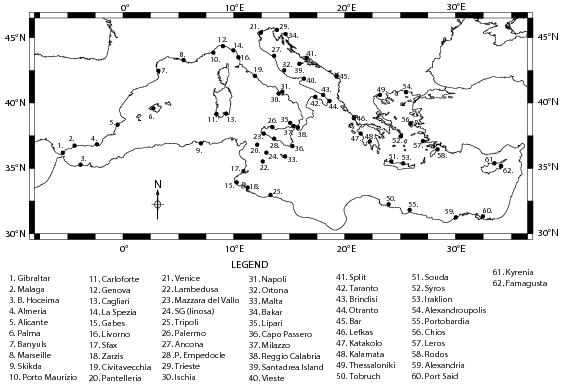 0° 10°E 20°E 30°E
45°N 45°N
40°N 40°N
35°N 35°N
30°N 30°N
21. 29. 34. 27. 12. 14. 10. 16. 8. 7. 32. 41. 39. 40. 19. 45. 31. 30. 43. 42. 44. 49. 54. 6. 11. 13. 5. 26. 35. 38. 37. 46. 47. 48. 56. 52. 57. 58. 2. 4. 1. 3. 9. 23. 20. 28. 24. 36. 33. 22. 17. 15. 18. 25. 51. 53. 61. 62. 50. 55. 59. 60.
N
0° 10°E 20°E 30°E
LEGEND
1. Gibraltar
2. Malaga
3. B. Hoceima
4. Almeria
5. Alicante
6. Palma
7. Banyuls
8. Marseille
9. Skikda
10. Porto Maurizio
11. Carloforte
12. Genova
13. Cagliari
14. La Spezia
15. Gabes
16. Livorno
17. Sfax
18. Zarzis
19. Civitavecchia
20. Pantelleria
21. Venice
22. Lambedusa
23. Mazzara del Vallo
24. SG (linosa)
25. Tripoli
26. Palermo
27. Ancona
28. P. Empedocle
29. Trieste
30. Ischia
31. Napoli
32. Ortona
33. Malta
34. Bakar
35. Lipari
36. Capo Passero
37. Milazzo
38. Reggio Calabria
39. Santadrea Island
40. Vieste
41. Split
42. Taranto
43. Brindisi
44. Otranto
45. Bar
46. Lefkas
47. Katakolo
48. Kalamata
49. Thessaloniki
50. Tobruch
51. Souda
52. Syros
53. Iraklion
54. Alexandroupolis
55. Portobardia
56. Chios
57. Leros
58. Rodos
59. Alexandria
60. Port Said
61. Kyrenia
62. Famagusta